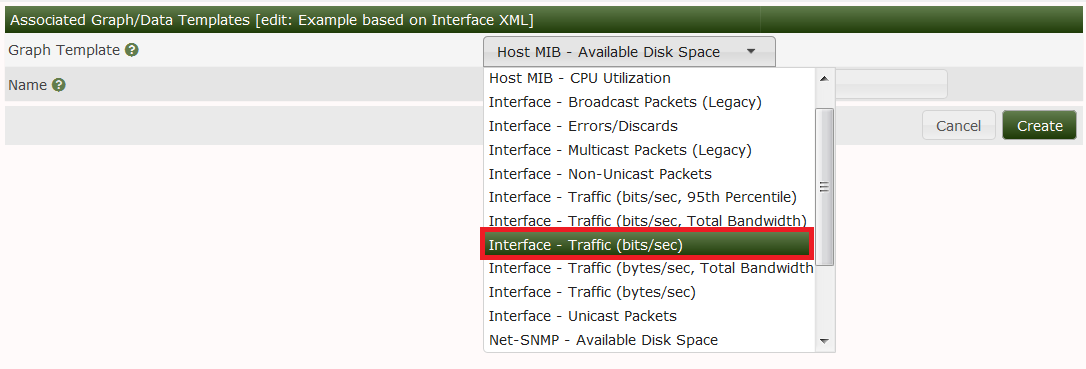 Associated Graph/Data Templates [edit: Example based on Interface XML]
Graph Template ?
Host MIB - Available Disk Space
Name ?
Host MIB - CPU Utilization
Interface - Broadcast Packets (Legacy)
Interface - Errors/Discards
Interface - Multicast Packets (Legacy)
Interface - Non-Unicast Packets
Interface - Traffic (bits/sec, 95th Percentile)
Interface - Traffic (bits/sec, Total Bandwidth)
Interface - Traffic (bits/sec)
Interface - Traffic (bytes/sec, Total Bandwidth
Interface - Traffic (bytes/sec)
Interface - Unicast Packets
Net-SNMP - Available Disk Space
Cancel
Create